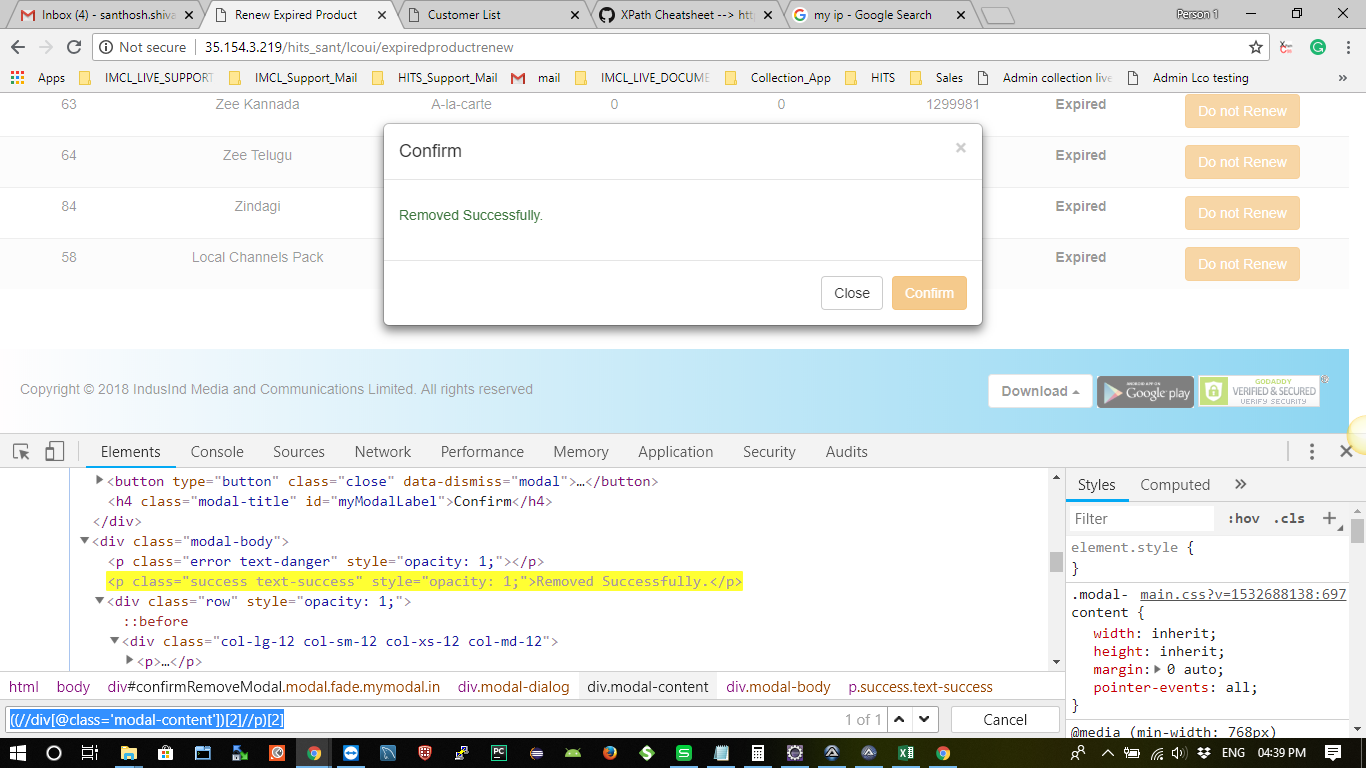 Inbox (4) - santhosh.shiva
Renew Expired Product
Customer List
XPath Cheatsheet --> htt
my ip - Google Search
Person 1
Not secure
35.154.3.219/hits_sant/lcoui/expiredproductrenew
Apps
IMCL_LIVE_SUPPORT
IMCL_Support_Mail
HITS_Support_Mail
mail
IMCL_LIVE_DOCUME
Collection_App
HITS
Sales
Admin collection live
Admin Lco testing
»
63 Zee Kannada A-la-carte 0 0 1299981 Expired Do not Renew
64 Zee Telugu Expired Do not Renew
84 Zindagi Expired Do not Renew
58 Local Channels Pack Expired Do not Renew
Confirm ×
Removed Successfully.
Close Confirm
Copyright © 2018 IndusInd Media and Communications Limited. All rights reserved
Download
ANDROID APP ON
Google play
GODADDY
VERIFIED & SECURED
VERIFY SECURITY
Elements Console Sources Network Performance Memory Application Security Audits
<button type="button" class="close" data-dismiss="modal">…</button>
<h4 class="modal-title" id="myModalLabel">Confirm</h4>
</div>
<div class="modal-body">
<p class="error text-danger" style="opacity: 1;"></p>
<p class="success text-success" style="opacity: 1;">Removed Successfully.</p>
<div class="row" style="opacity: 1;">
::before
<div class="col-lg-12 col-sm-12 col-xs-12 col-md-12">
<p>…</p>
html body div#confirmRemoveModal.modal.fade.mymodal.in div.modal-dialog div.modal-content div.modal-body p.success.text-success
((//div[@class='modal-content'])[2]//p)[2]
1 of 1
Cancel
Styles Computed »
Filter :hov .cls +
element.style {
}
.modal- main.css?v=1532688138:697
content {
width: inherit;
height: inherit;
margin: 0 auto;
pointer-events: all;
}
@media (min-width: 768px)
ENG 04:39 PM